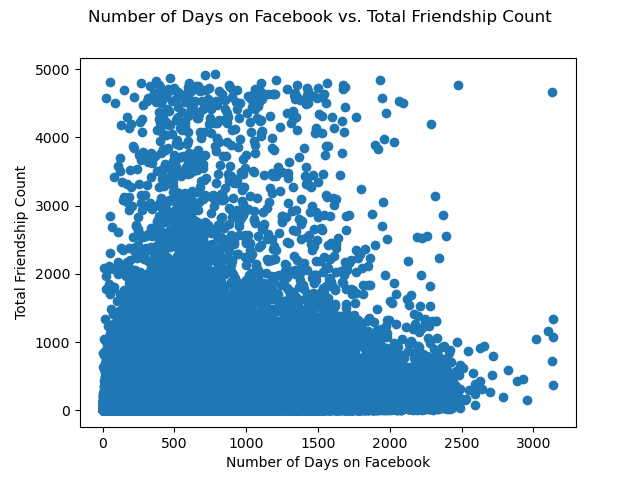 Number of Days on Facebook vs. Total Friendship Count
5000
4000
3000
2000
1000
0
Total Friendship Count
0 500 1000 1500 2000 2500 3000
Number of Days on Facebook